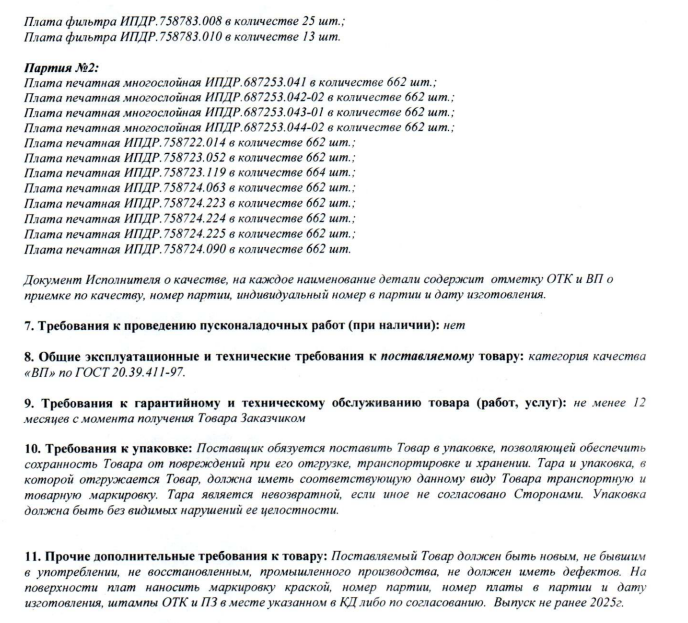 Плата фильтра ИПДР.758783.008 в количестве 25 шт.;
Плата фильтра ИПДР.758783.010 в количестве 13 шт.
Партия №2:
Плата печатная многослойная ИПДР.687253.041 в количестве 662 шт.;
Плата печатная многослойная ИПДР.687253.042-02 в количестве 662 шт.;
Плата печатная многослойная ИПДР.687253.043-01 в количестве 662 шт.;
Плата печатная многослойная ИПДР.687253.044-02 в количестве 662 шт.;
Плата печатная ИПДР.758722.014 в количестве 662 шт.;
Плата печатная ИПДР.758723.052 в количестве 662 шт.;
Плата печатная ИПДР.758723.119 в количестве 664 шт.;
Плата печатная ИПДР.758724.063 в количестве 662 шт.;
Плата печатная ИПДР.758724.223 в количестве 662 шт.;
Плата печатная ИПДР.758724.224 в количестве 662 шт.;
Плата печатная ИПДР.758724.225 в количестве 662 шт.;
Плата печатная ИПДР.758724.090 в количестве 662 шт.
Документ Исполнителя о качестве, на каждое наименование детали содержит отметку ОТК и ВП о
приемке по качеству, номер партии, индивидуальный номер в партии и дату изготовления.
7. Требования к проведению пусконаладочных работ (при наличии): нет
8. Общие эксплуатационные и технические требования к поставляемому товару: категория качества
«ВП» по ГОСТ 20.39.411-97.
9. Требования к гарантийному и техническому обслуживанию товара (работ, услуг): не менее 12
месяцев с момента получения Товара Заказчиком
10. Требования к упаковке: Поставщик обязуется поставить Товар в упаковке, позволяющей обеспечить
сохранность Товара от повреждений при его отгрузке, транспортировке и хранении. Тара и упаковка, в
которой отгружается Товар, должна иметь соответствующую данному виду Товара транспортную и
товарную маркировку. Тара является невозвратной, если иное не согласовано Сторонами. Упаковка
должна быть без видимых нарушений ее целостности.
11. Прочие дополнительные требования к товару: Поставляемый Товар должен быть новым, не бывшим
в употреблении, не восстановленным, промышленного производства, не должен иметь дефектов. На
поверхности плат наносить маркировку краской, номер партии, номер платы в партии и дату
изготовления, штампы ОТК и ПЗ в месте указанном в КД либо по согласованию. Выпуск не ранее 2025г.